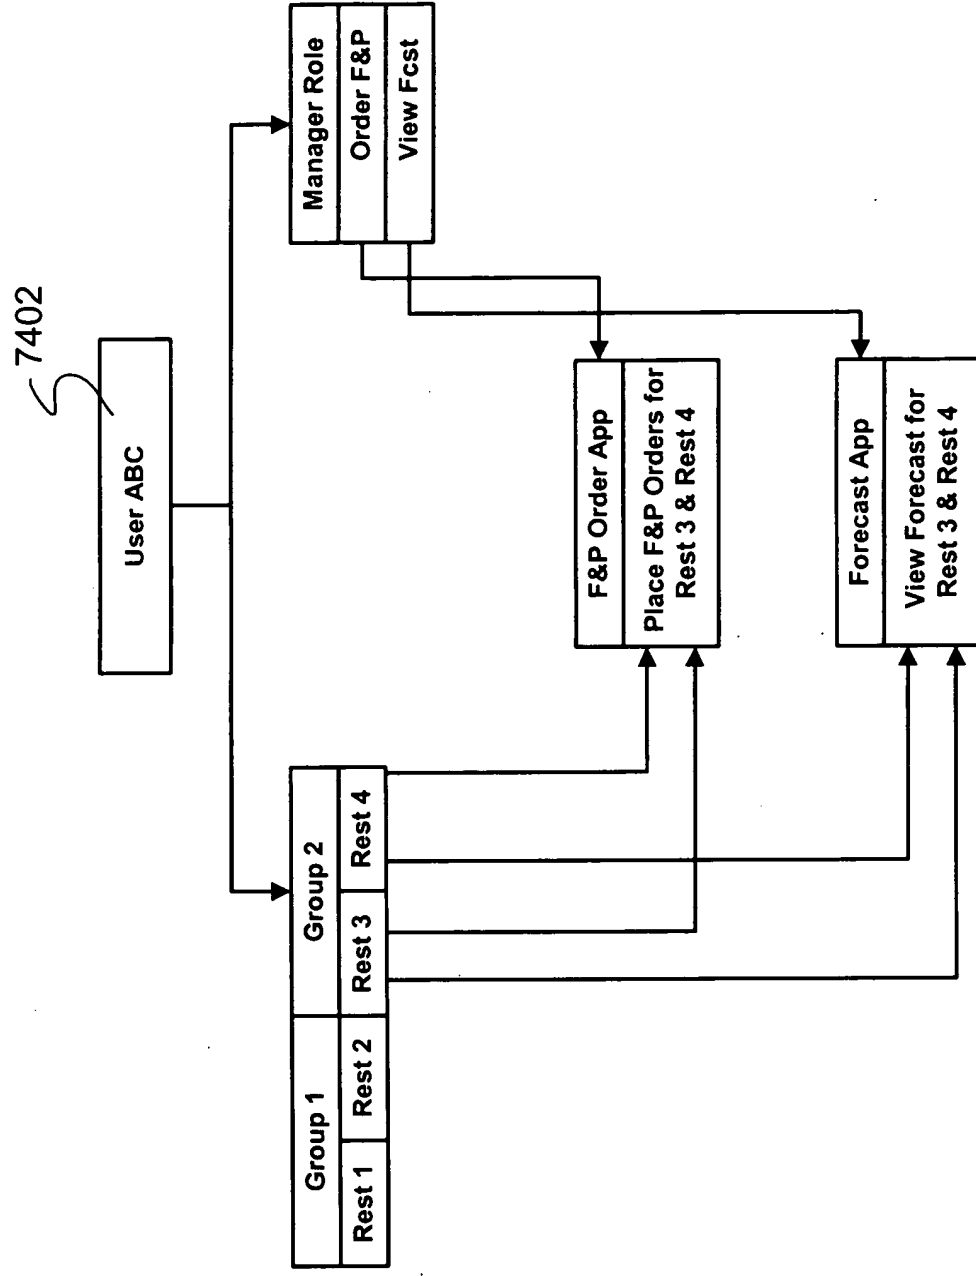 7402
User ABC
Group 1
Group 2
Rest 1
Rest 2
Rest 3
Rest 4
Manager Role
Order F&P
View Fcst
F&P Order App
Place F&P Orders for
Rest 3 & Rest 4
Forecast App
View Forecast for
Rest 3 & Rest 4